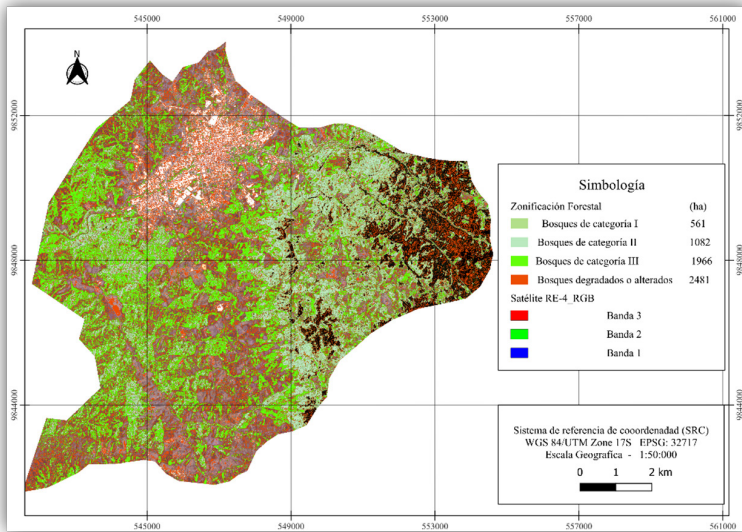 545000 549000 553000 557000 561000
N
9852000 9852000
9848000 9848000
9844000 9844000
Simbología
Zonificación Forestal (ha)
Bosques de categoría I 561
Bosques de categoría II 1082
Bosques de categoría III 1966
Bosques degradados o alterados 2481
Satélite RE-4_RGB
Banda 3
Banda 2
Banda 1
Sistema de referencia de cooordenadad (SRC)
WGS 84/UTM Zone 17S EPSG: 32717
Escala Geografica - 1:50:000
0 1 2 km
545000 549000 553000 557000 561000